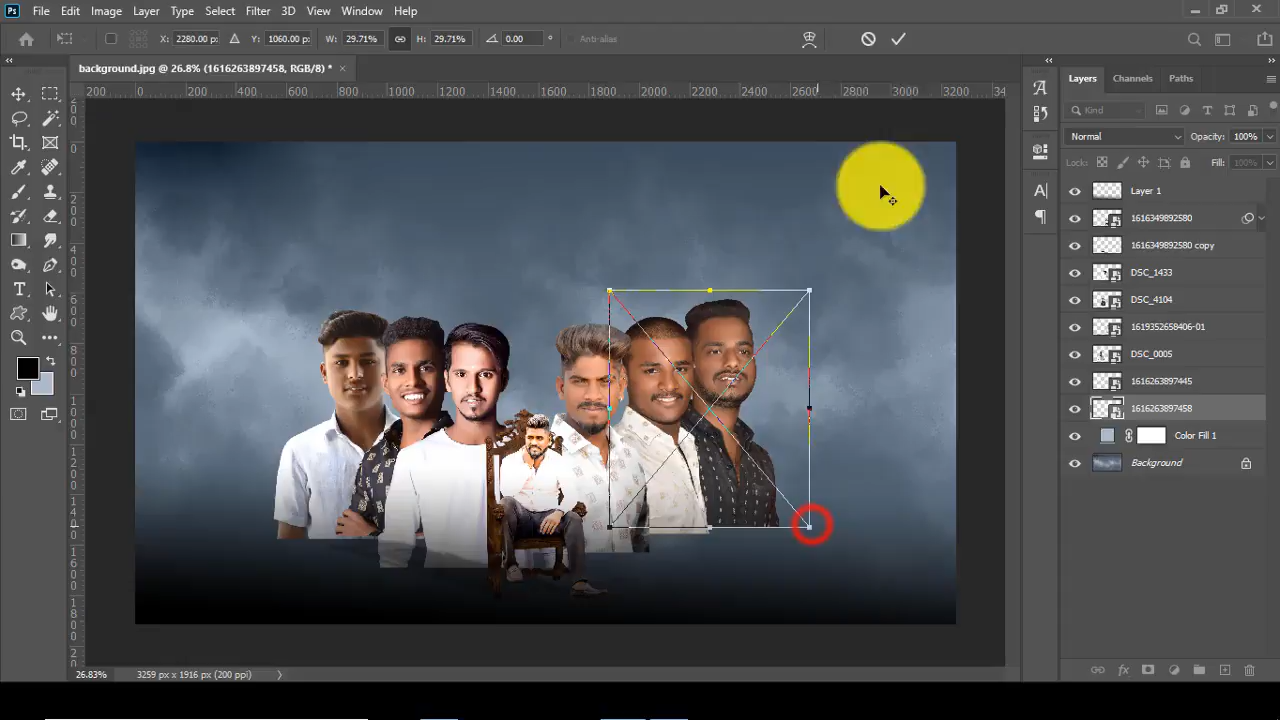 Ps File Edit Image Layer Type Select Filter 3D View Window Help
X: 2280.00 p: Y: 1060.00 p: W: 29.71% H: 29.71% 0.00 ° Anti-alias
background.jpg @ 26.8% (1616263897458, RGB/8) * ×
200 0 200 400 600 800 1000 1200 1400 1600 1800 2000 2200 2400 2600 2800 3000 3200 34
Layers Channels Paths
Kind
Normal Opacity: 100%
Lock: Fill: 100%
Layer 1
1616349892580
1616349892580 copy
DSC_1433
DSC_4104
1619352658406-01
DSC_0005
1616263897445
1616263897458
Color Fill 1
Background
26.83% 3259 px x 1916 px (200 ppi)